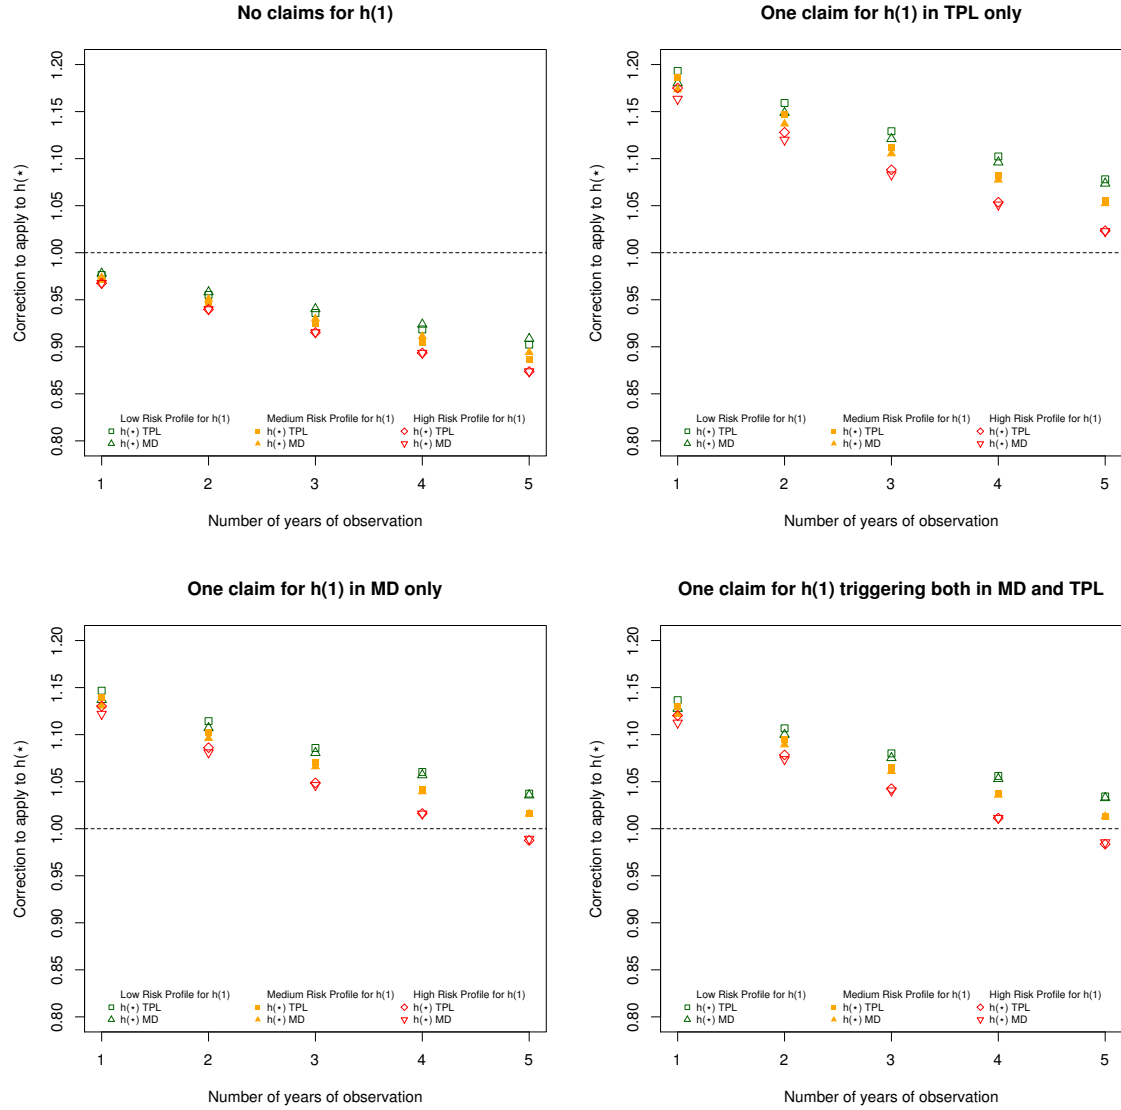 No claims for h(1)
Correction to apply to h(⋆)
1.20
1.15
1.10
1.05
1.00
0.95
0.90
0.85
0.80
Low Risk Profile for h(1) Medium Risk Profile for h(1) High Risk Profile for h(1)
h(⋆) TPL h(⋆) TPL h(⋆) TPL
h(⋆) MD h(⋆) MD h(⋆) MD
1 2 3 4 5
Number of years of observation
One claim for h(1) in TPL only
Correction to apply to h(⋆)
1.20
1.15
1.10
1.05
1.00
0.95
0.90
0.85
0.80
Low Risk Profile for h(1) Medium Risk Profile for h(1) High Risk Profile for h(1)
h(⋆) TPL h(⋆) TPL h(⋆) TPL
h(⋆) MD h(⋆) MD h(⋆) MD
1 2 3 4 5
Number of years of observation
One claim for h(1) in MD only
Correction to apply to h(⋆)
1.20
1.15
1.10
1.05
1.00
0.95
0.90
0.85
0.80
Low Risk Profile for h(1) Medium Risk Profile for h(1) High Risk Profile for h(1)
h(⋆) TPL h(⋆) TPL h(⋆) TPL
h(⋆) MD h(⋆) MD h(⋆) MD
1 2 3 4 5
Number of years of observation
One claim for h(1) triggering both in MD and TPL
Correction to apply to h(⋆)
1.20
1.15
1.10
1.05
1.00
0.95
0.90
0.85
0.80
Low Risk Profile for h(1) Medium Risk Profile for h(1) High Risk Profile for h(1)
h(⋆) TPL h(⋆) TPL h(⋆) TPL
h(⋆) MD h(⋆) MD h(⋆) MD
1 2 3 4 5
Number of years of observation